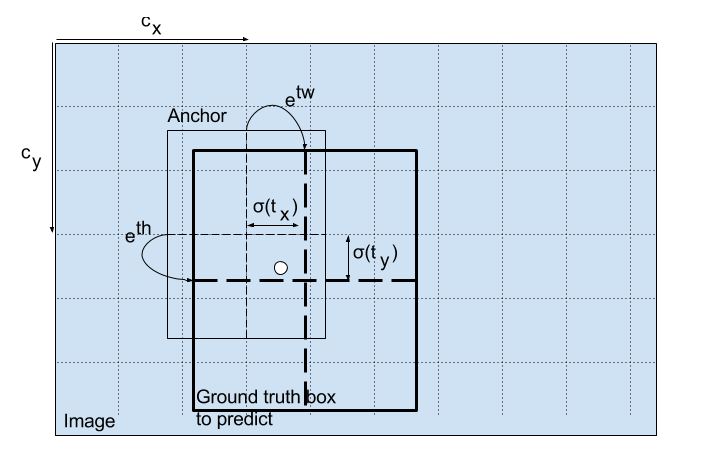 cx
Anchor
etw
cy
σ(tx)
eth
σ(ty)
Ground truth box
to predict
Image